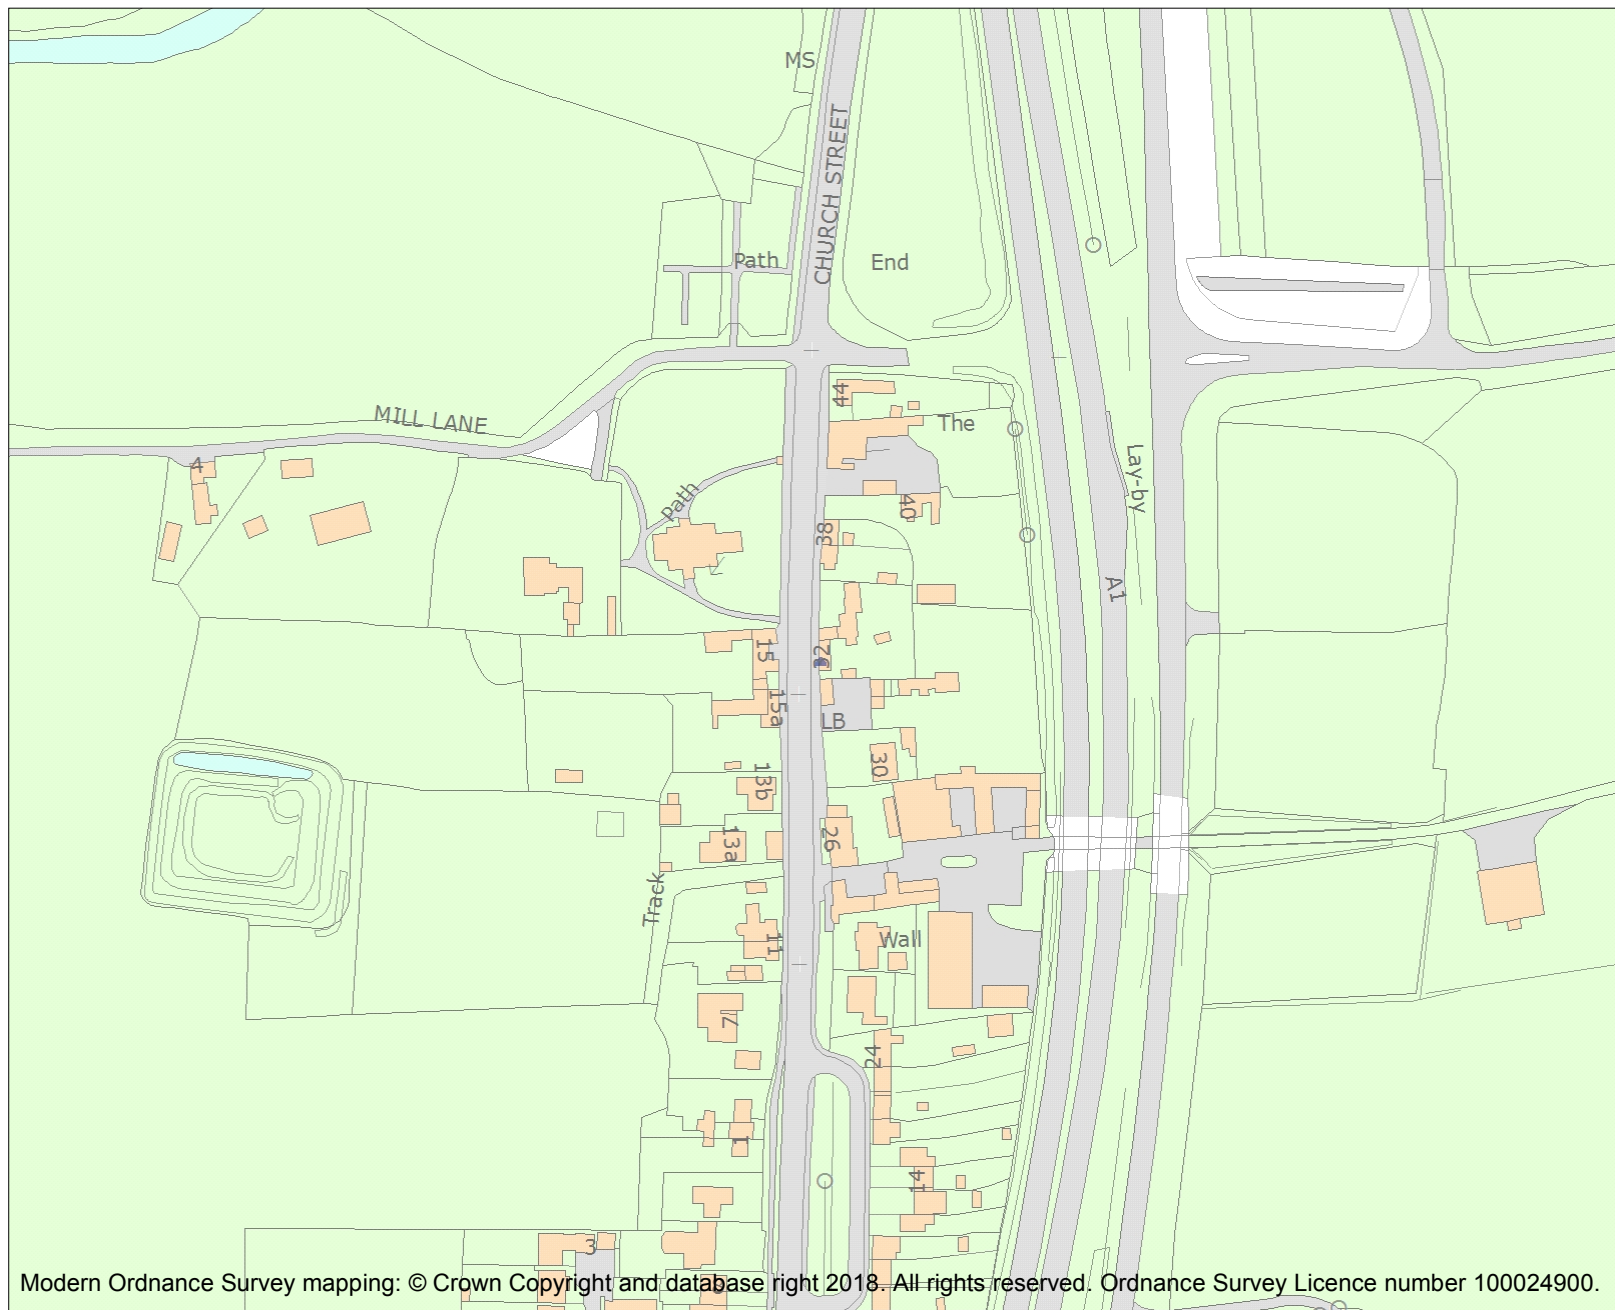 MS
CHURCH STREET
Path
End
44
MILL LANE
The
4
Lay-by
Path
40
38
A1
15
32
15a
LB
30
13b
26
13a
Track
11
Wall
7
24
1
14
3
Modern Ordnance Survey mapping: © Crown Copyright and database right 2018. All rights reserved. Ordnance Survey Licence number 100024900.